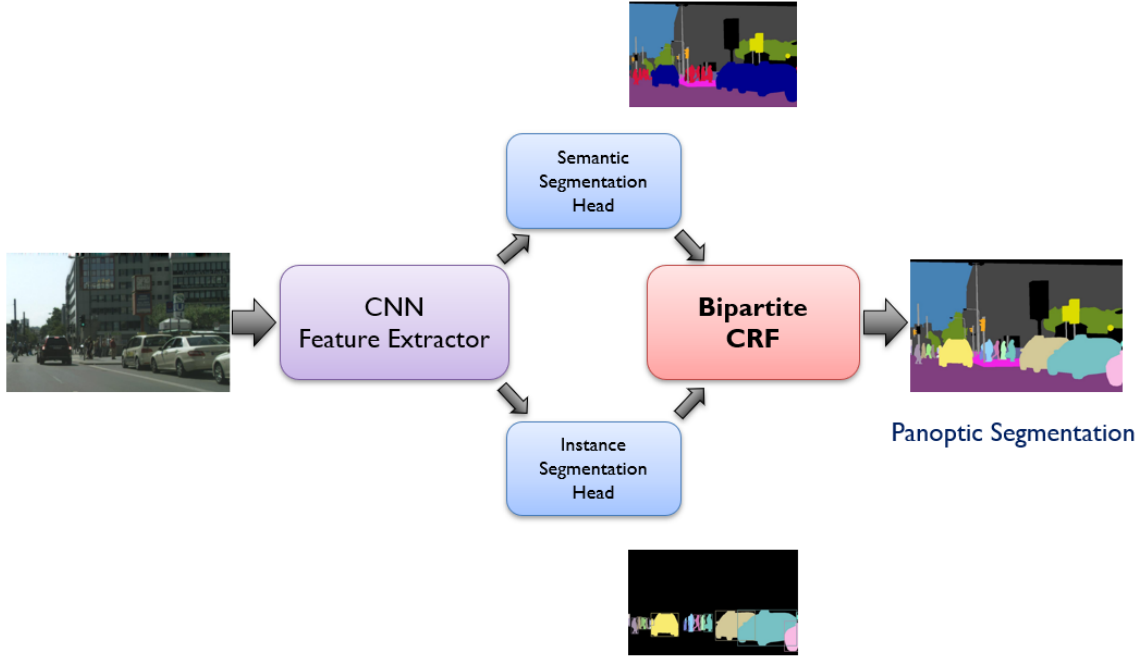 Semantic
Segmentation
Head
CNN
Feature Extractor
Bipartite
CRF
Panoptic Segmentation
Instance
Segmentation
Head